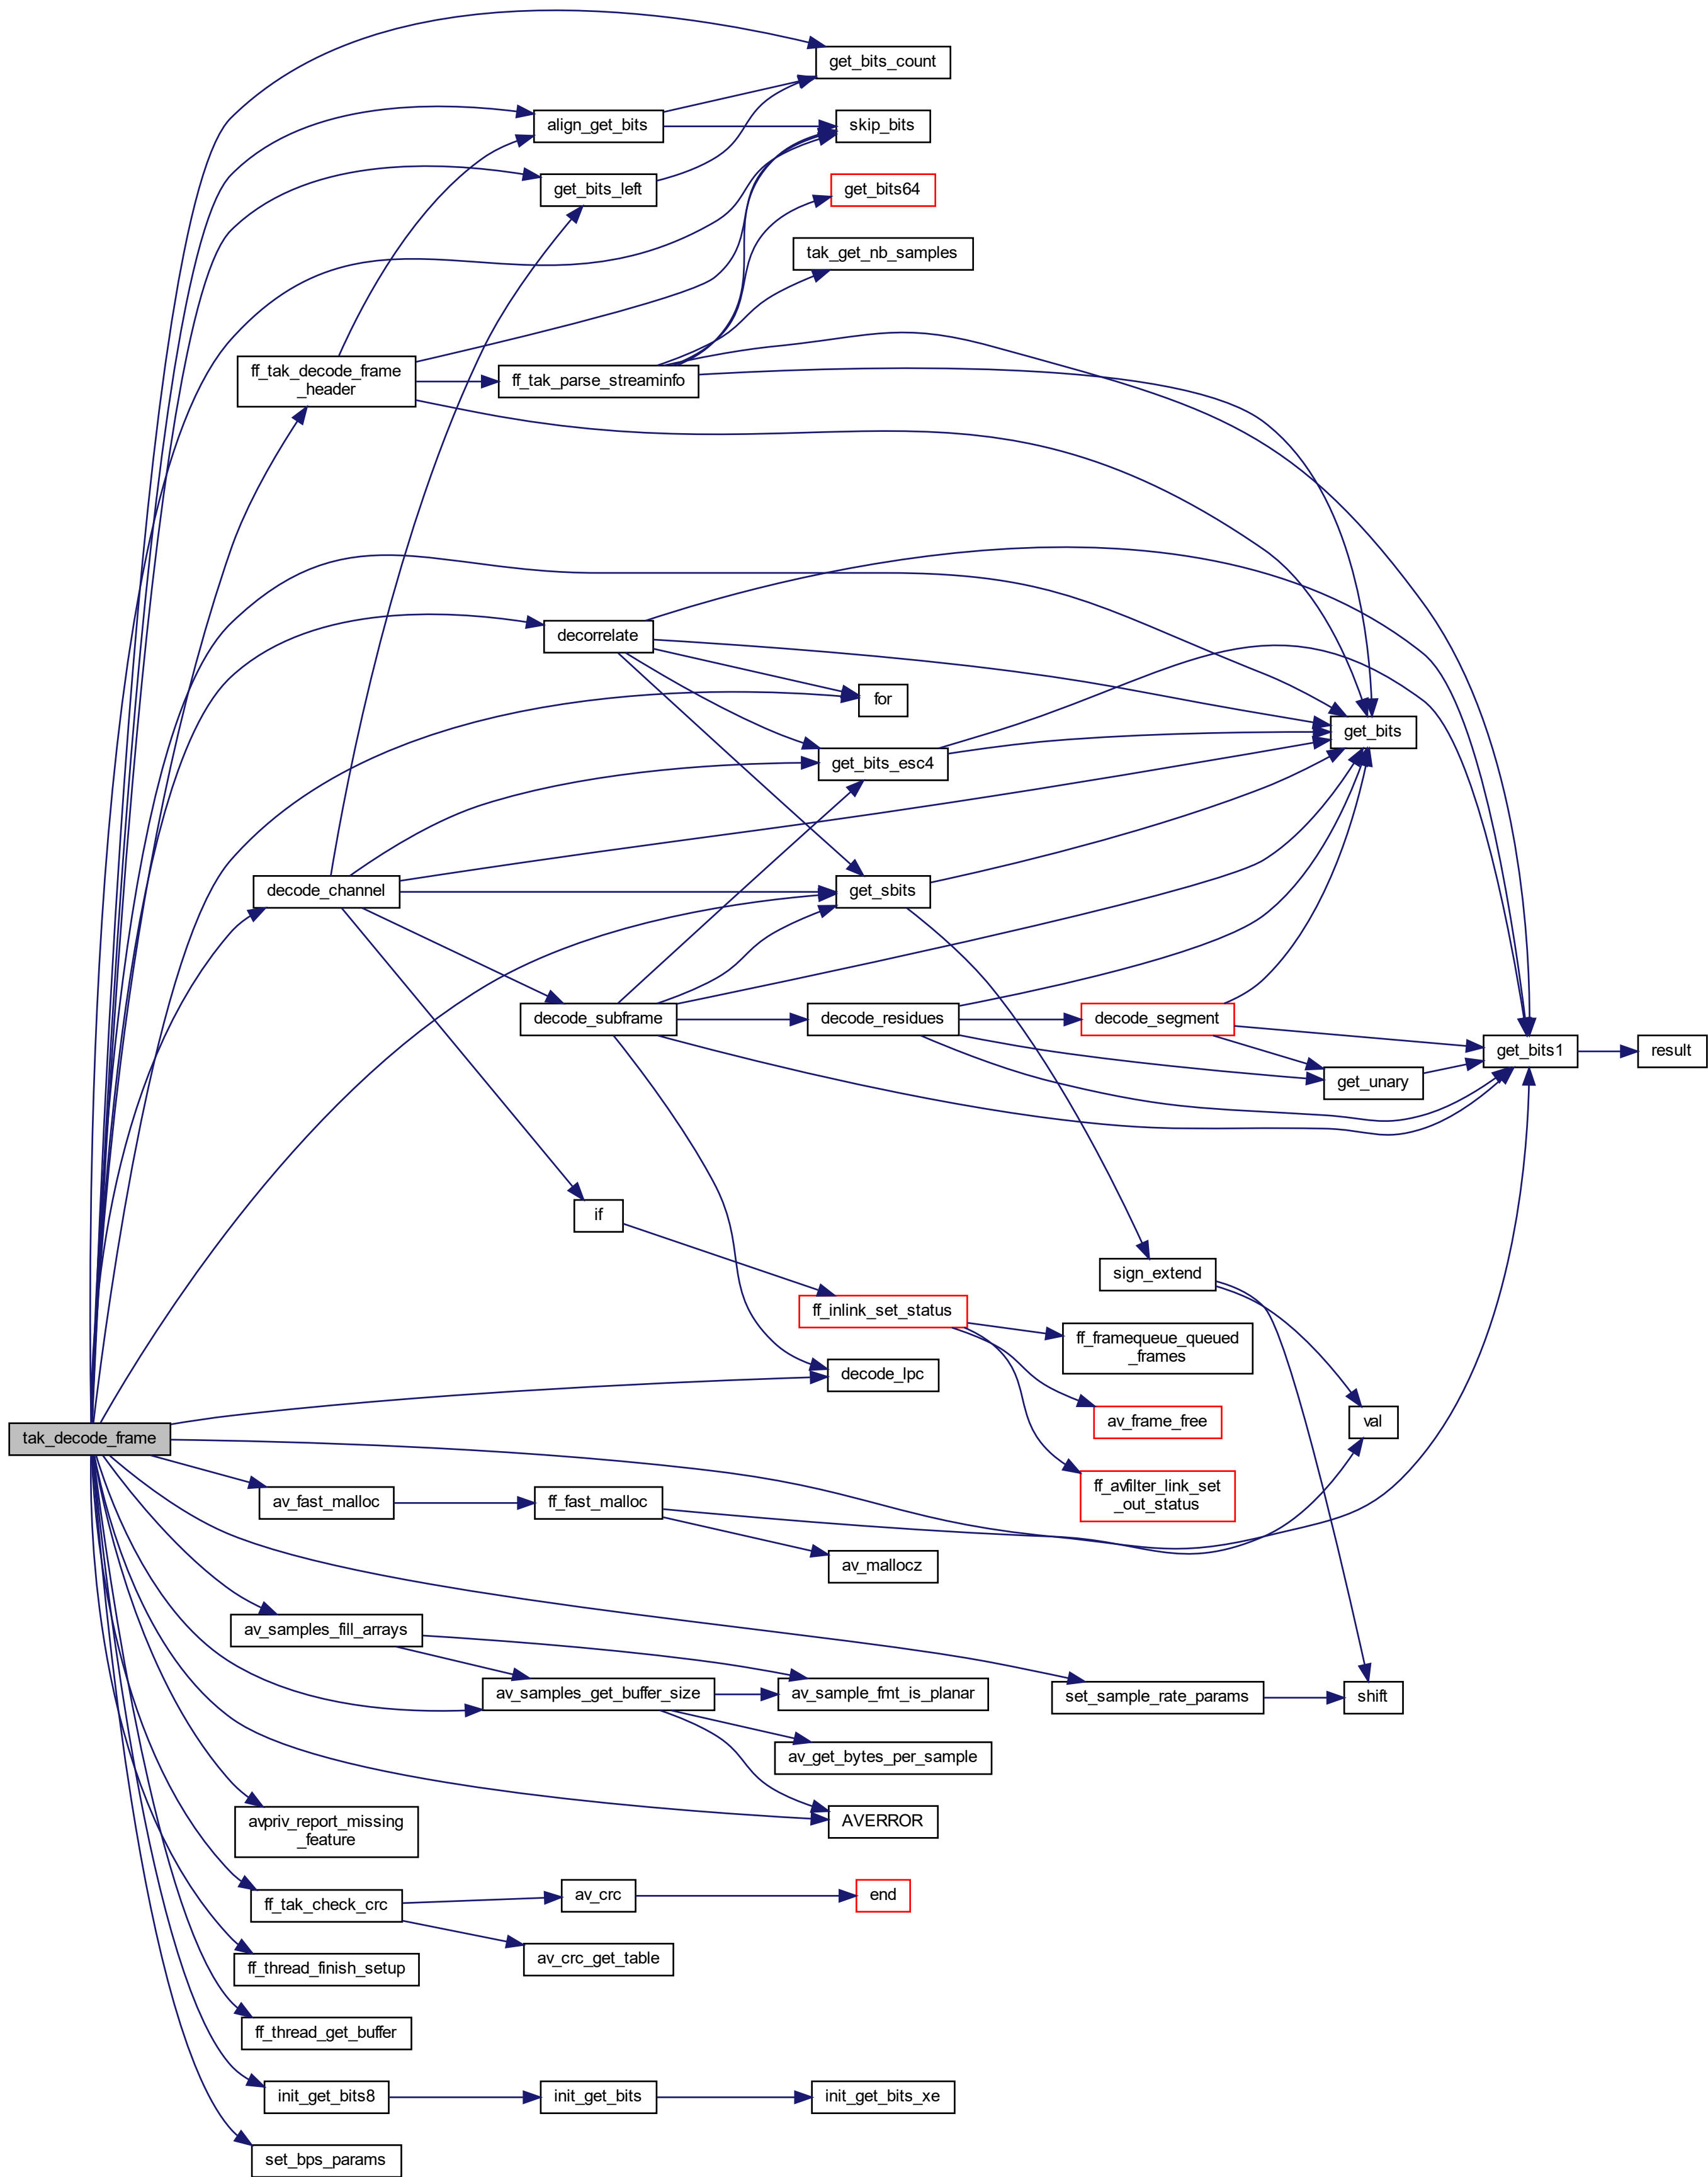 get_bits_count
align_get_bits
skip_bits
get_bits_left
get_bits64
tak_get_nb_samples
ff_tak_decode_frame
_header
ff_tak_parse_streaminfo
decorrelate
for
get_bits
get_bits_esc4
decode_channel
get_sbits
decode_subframe
decode_residues
decode_segment
get_bits1
result
get_unary
if
sign_extend
ff_inlink_set_status
ff_framequeue_queued
_frames
decode_lpc
av_frame_free
val
tak_decode_frame
ff_avfilter_link_set
_out_status
av_fast_malloc
ff_fast_malloc
av_mallocz
av_samples_fill_arrays
av_samples_get_buffer_size
av_sample_fmt_is_planar
set_sample_rate_params
shift
av_get_bytes_per_sample
avpriv_report_missing
_feature
AVERROR
ff_tak_check_crc
av_crc
end
av_crc_get_table
ff_thread_finish_setup
ff_thread_get_buffer
init_get_bits8
init_get_bits
init_get_bits_xe
set_bps_params